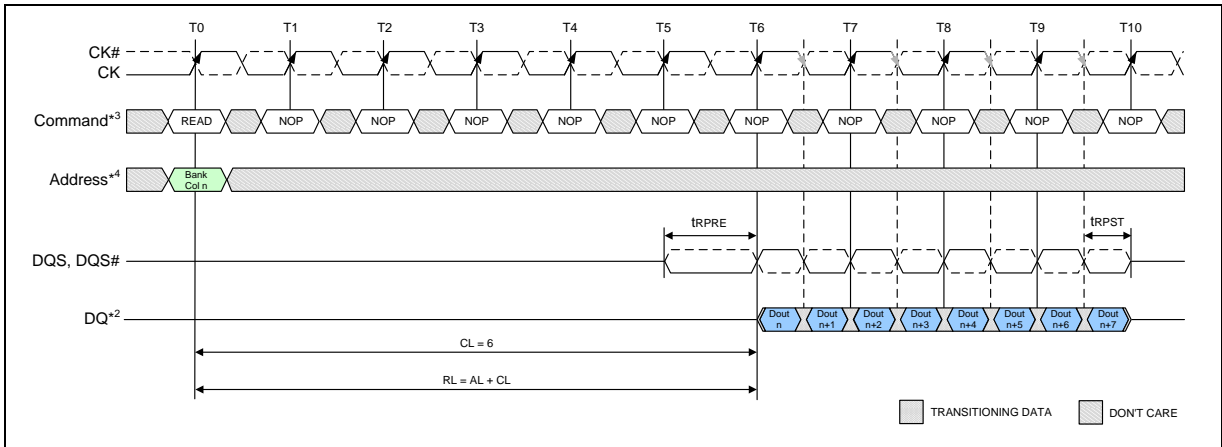 T0 T1 T2 T3 T4 T5 T6 T7 T8 T9 T10
CK#
CK
Command*3 READ NOP NOP NOP NOP NOP NOP NOP NOP NOP NOP
Address*4 Bank
Col n
tRPRE tRPST
DQS, DQS#
DQ*2 Dout
n Dout
n+1 Dout
n+2 Dout
n+3 Dout
n+4 Dout
n+5 Dout
n+6 Dout
n+7
CL = 6
RL = AL + CL
TRANSITIONING DATA DON'T CARE